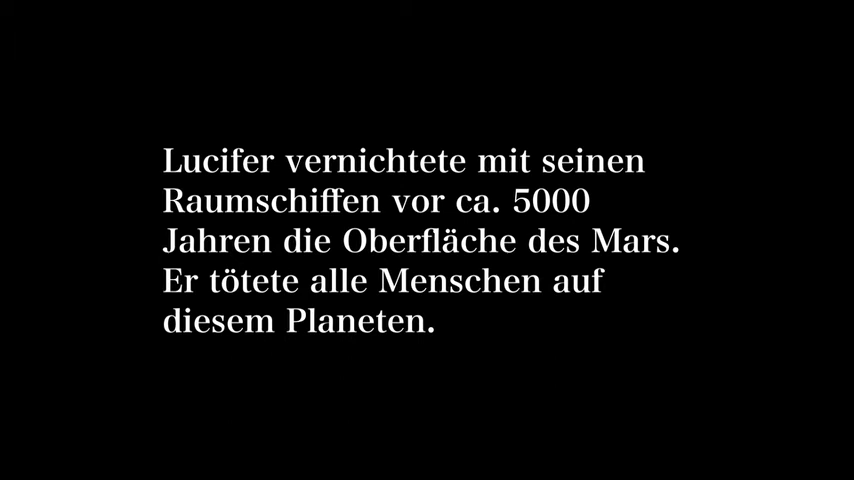 Lucifer vernichtete mit seinen
Raumschiffen vor ca. 5000
Jahren die Oberfläche des Mars.
Er tötete alle Menschen auf
diesem Planeten.